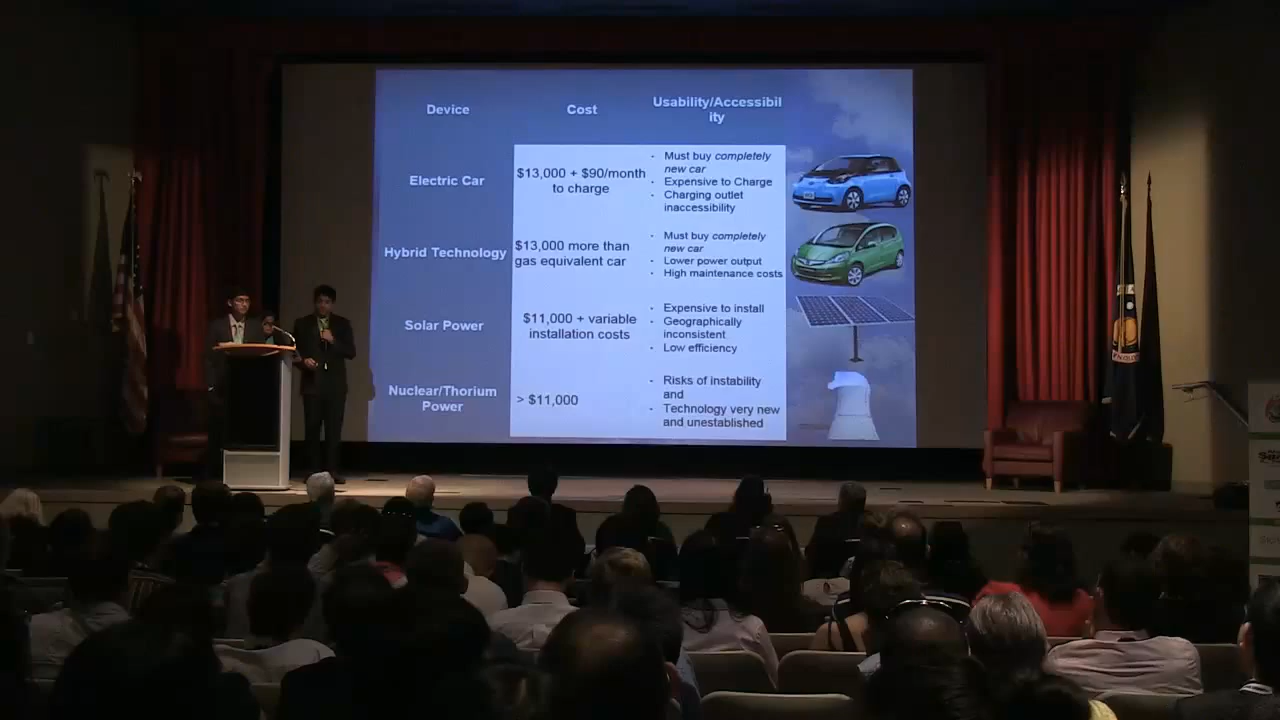 Device Cost Usability/Accessibil
ity
Electric Car
$13,000 + $90/month
to charge
· Must buy completely
new car
· Expensive to Charge
· Charging outlet
inaccessibility
Hybrid Technology
$13,000 more than
gas equivalent car
· Must buy completely
new car
· Lower power output
· High maintenance costs
Solar Power
$11,000 + variable
installation costs
· Expensive to install
· Geographically
inconsistent
· Low efficiency
Nuclear/Thorium
Power
> $11,000
· Risks of instability
and
· Technology very new
and unestablished